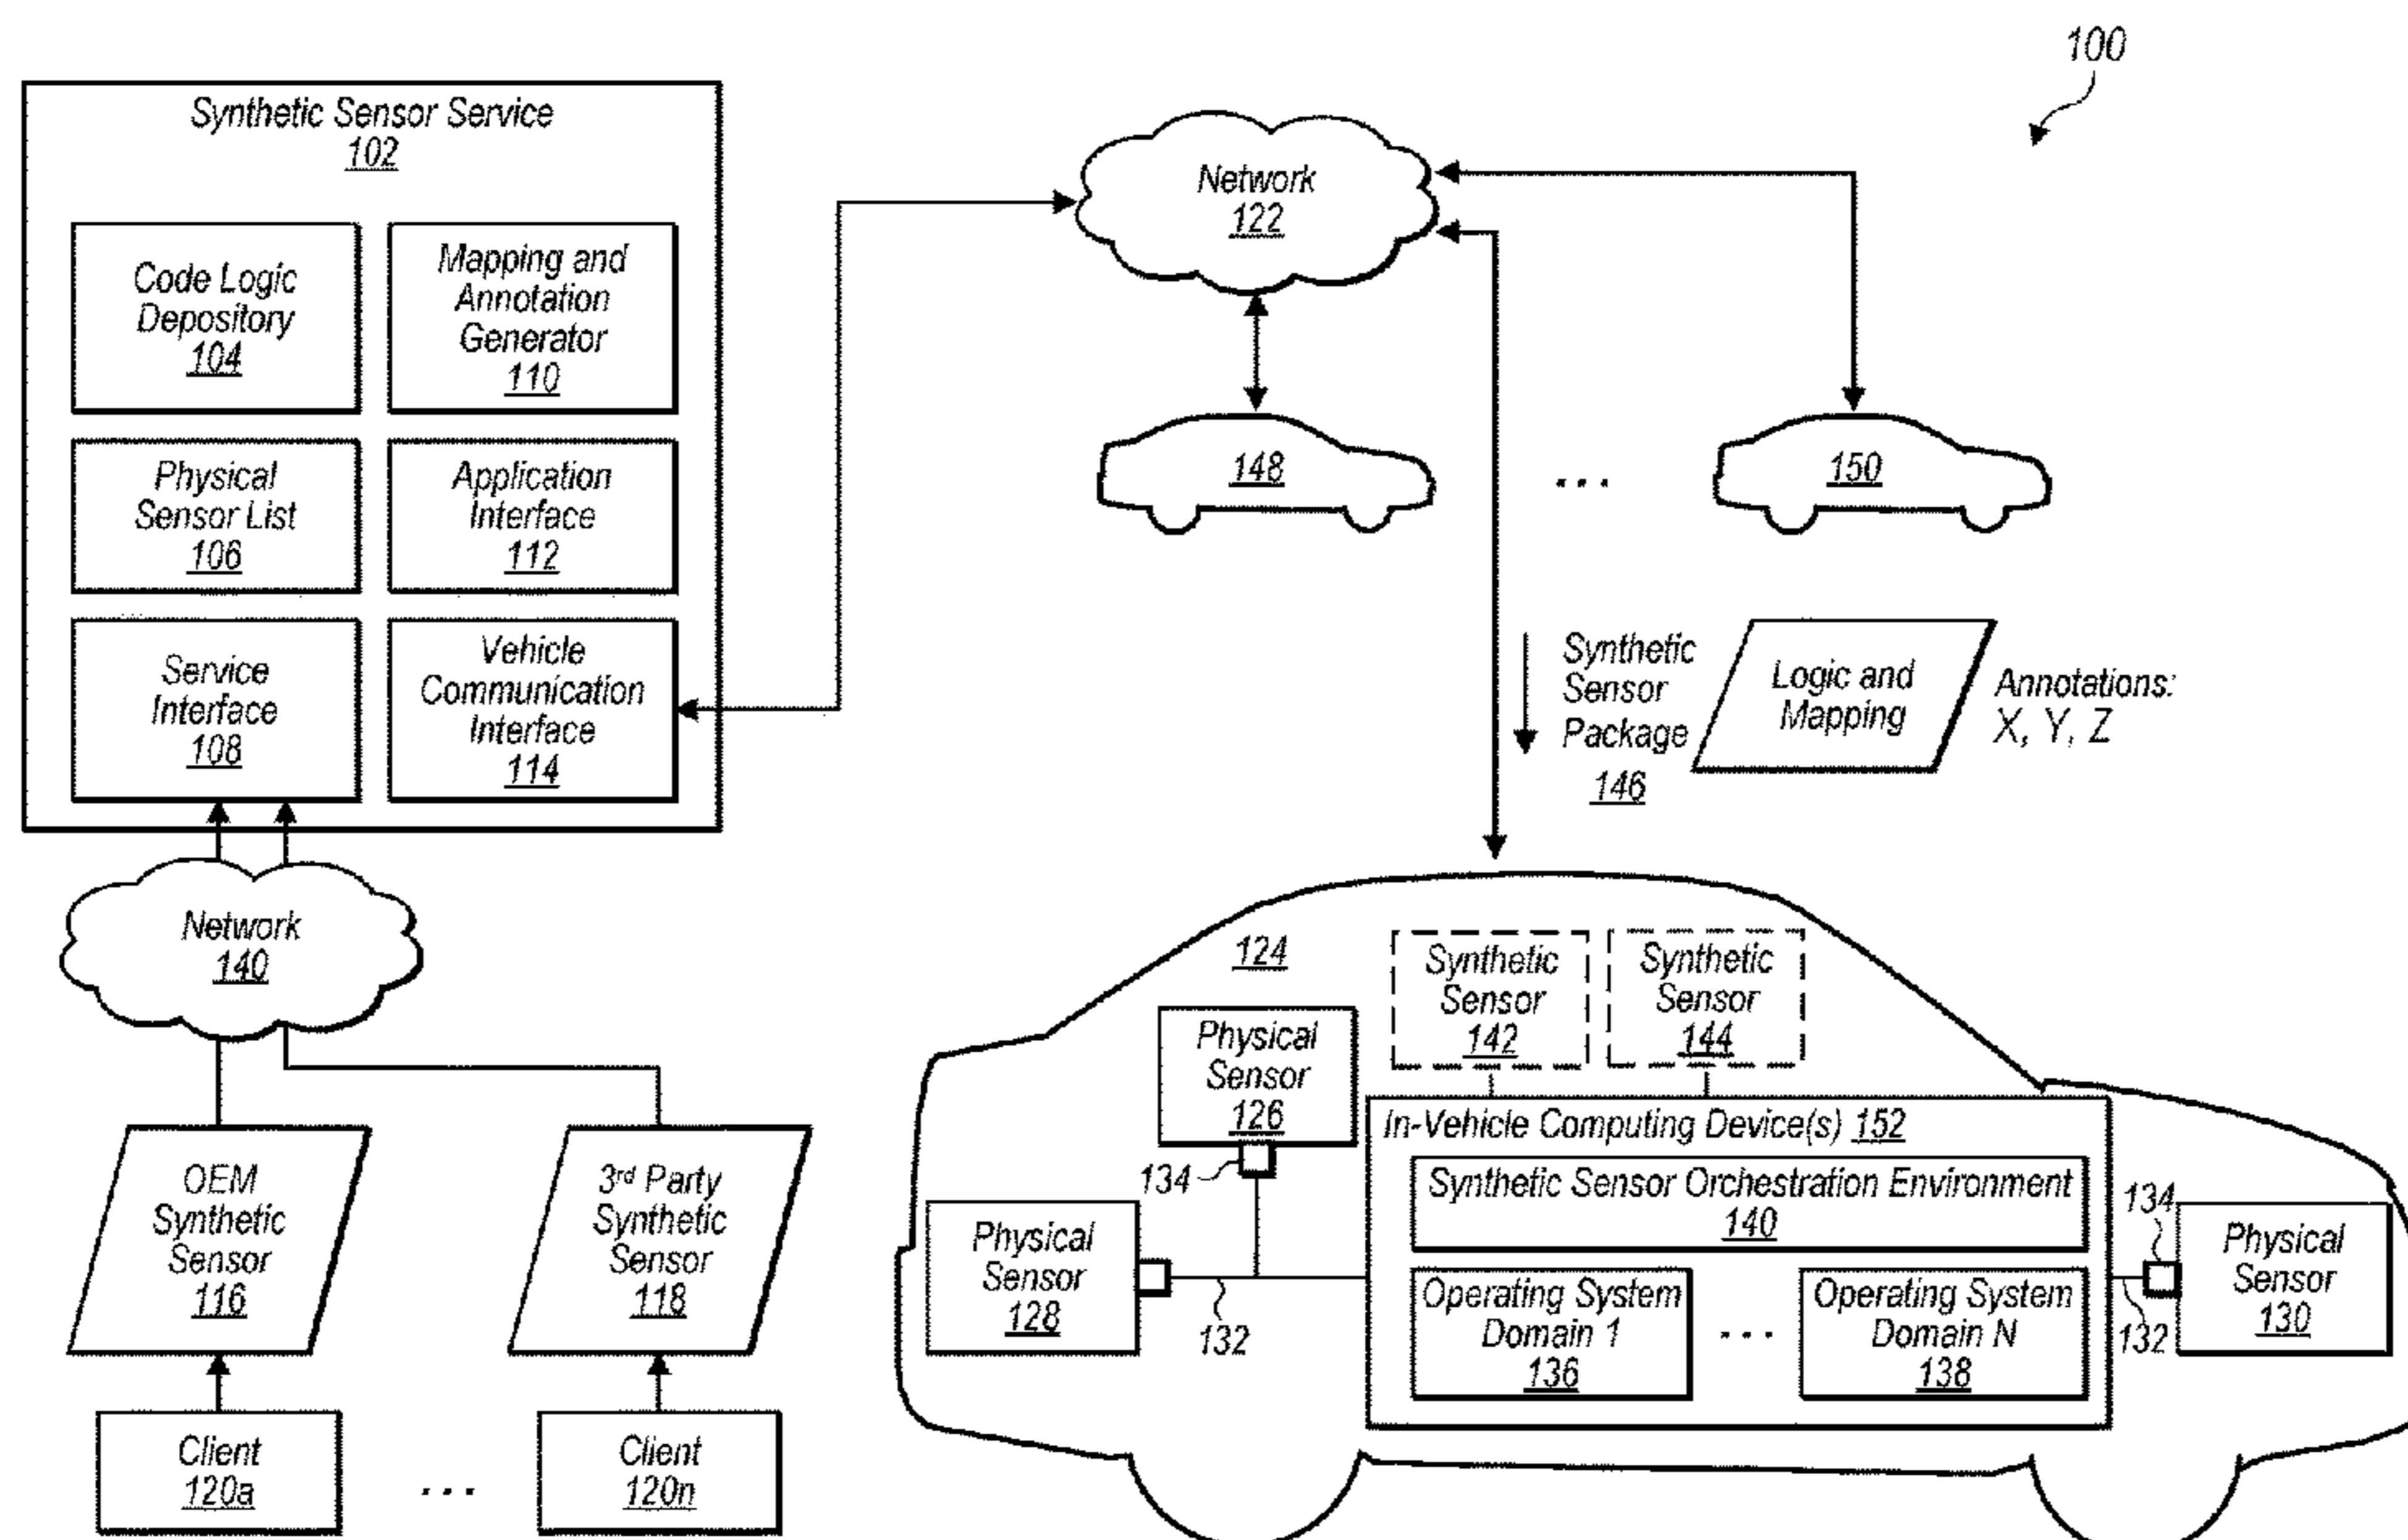 100
Synthetic Sensor Service
102
Code Logic
Depository
104
Mapping and
Annotation
Generator
110
Physical
Sensor List
106
Application
Interface
112
Service
Interface
108
Vehicle
Communication
Interface
114
Network
140
OEM
Synthetic
Sensor
116
3rd Party
Synthetic
Sensor
118
Client
120a
...
Client
120n
Network
122
148
...
150
Synthetic
Sensor
Package
146
Logic and
Mapping
Annotations:
X, Y, Z
124
Synthetic
Sensor
142
Synthetic
Sensor
144
Physical
Sensor
126
134
Physical
Sensor
128
132
In-Vehicle Computing Device(s) 152
Synthetic Sensor Orchestration Environment
140
Operating System
Domain 1
136
...
Operating System
Domain N
138
134
132
Physical
Sensor
130